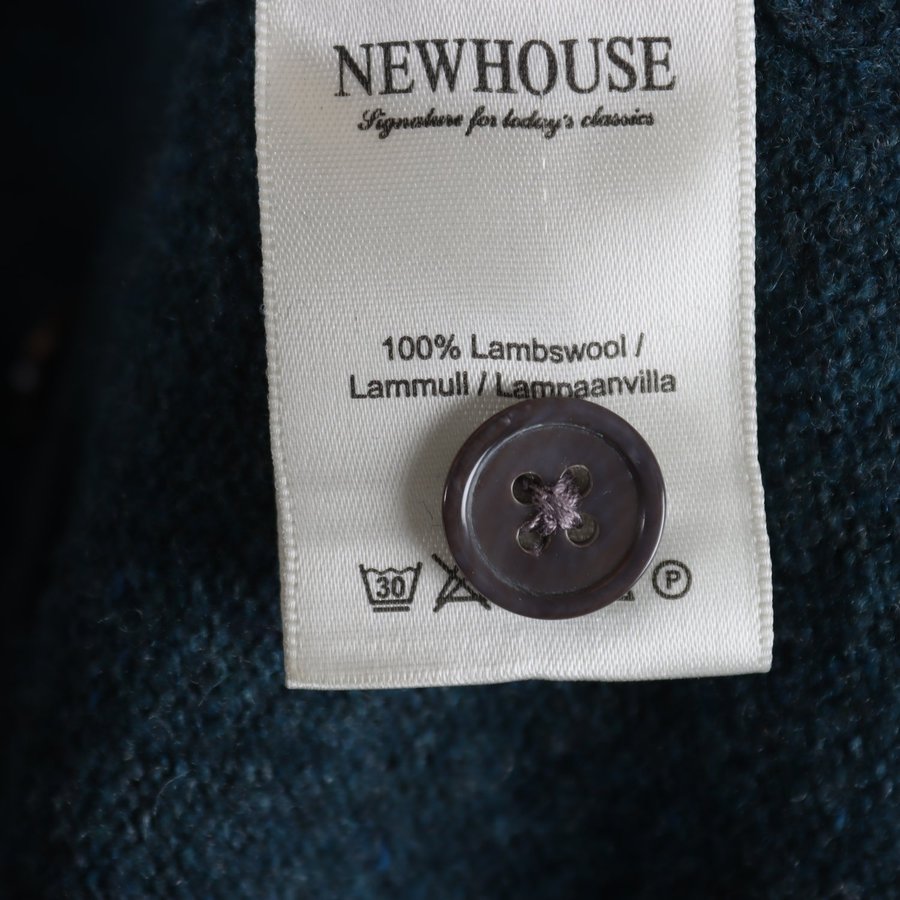 NEWHOUSE
Signature for today's classics
100% Lambswool /
Lammull / Lampaanvilla
30 P